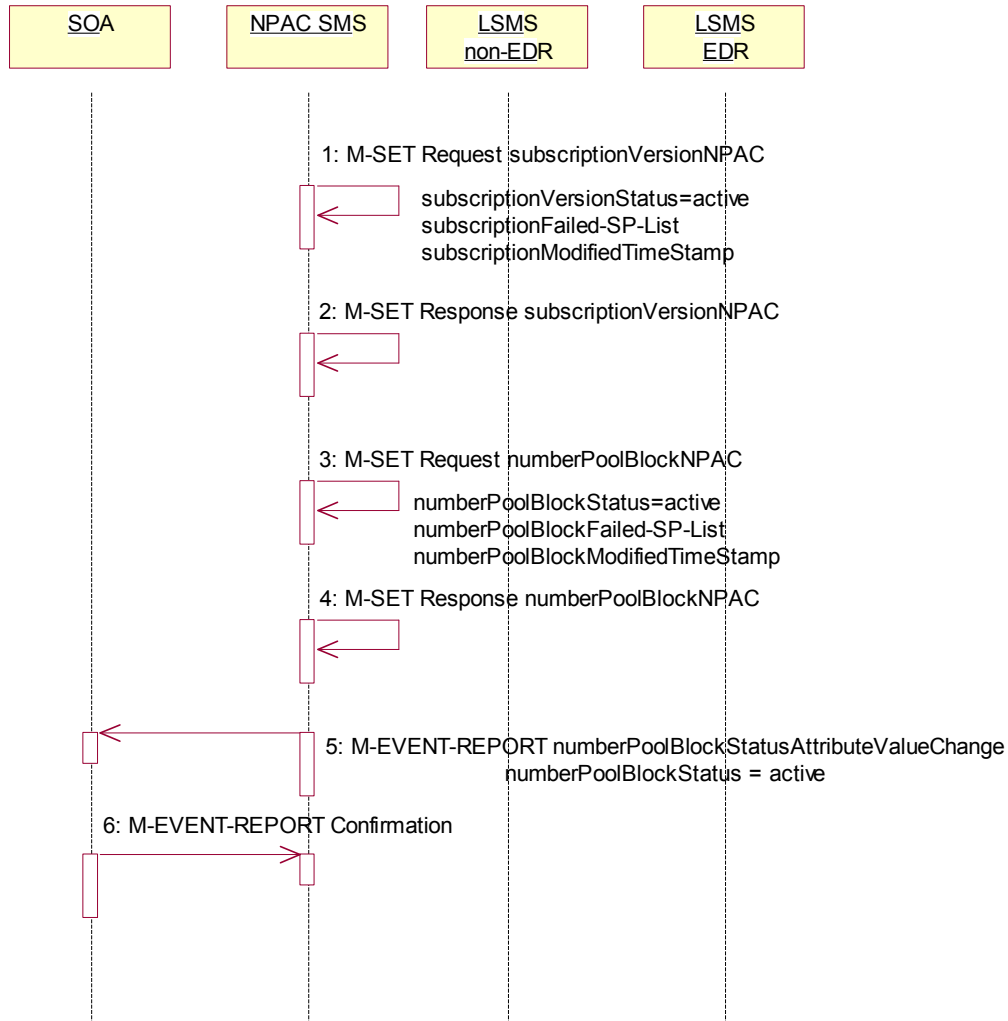 SOA
NPAC SMS
LSMS
non-EDR
LSMS
EDR
1: M-SET Request subscriptionVersionNPAC
subscriptionVersionStatus=active
subscriptionFailed-SP-List
subscriptionModifiedTimeStamp
2: M-SET Response subscriptionVersionNPAC
3: M-SET Request numberPoolBlockNPAC
numberPoolBlockStatus=active
numberPoolBlockFailed-SP-List
numberPoolBlockModifiedTimeStamp
4: M-SET Response numberPoolBlockNPAC
5: M-EVENT-REPORT numberPoolBlockStatusAttributeValueChange
numberPoolBlockStatus = active
6: M-EVENT-REPORT Confirmation